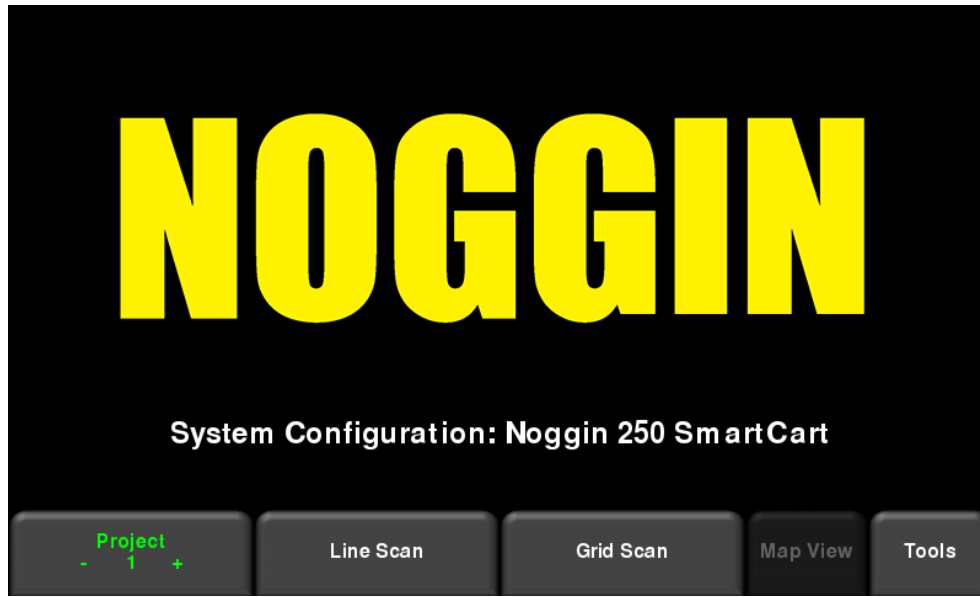 NOGGIN
System Configuration: Noggin 250 SmartCart
Project
- 1 +
Line Scan
Grid Scan
Map View
Tools